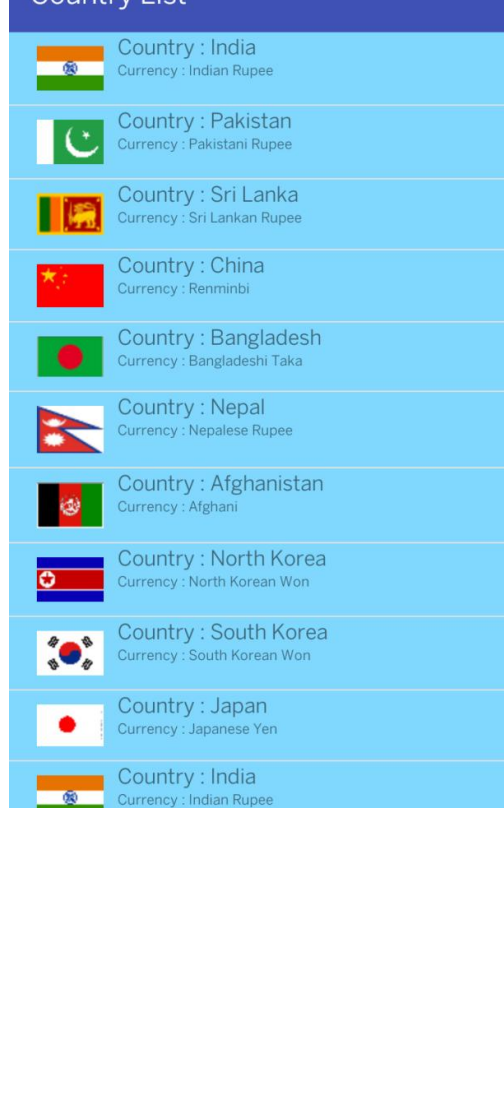 Country List
Country : India
Currency : Indian Rupee
Country : Pakistan
Currency : Pakistani Rupee
Country : Sri Lanka
Currency : Sri Lankan Rupee
Country : China
Currency : Renminbi
Country : Bangladesh
Currency : Bangladeshi Taka
Country : Nepal
Currency : Nepalese Rupee
Country : Afghanistan
Currency : Afghani
Country : North Korea
Currency : North Korean Won
Country : South Korea
Currency : South Korean Won
Country : Japan
Currency : Japanese Yen
Country : India
Currency : Indian Rupee